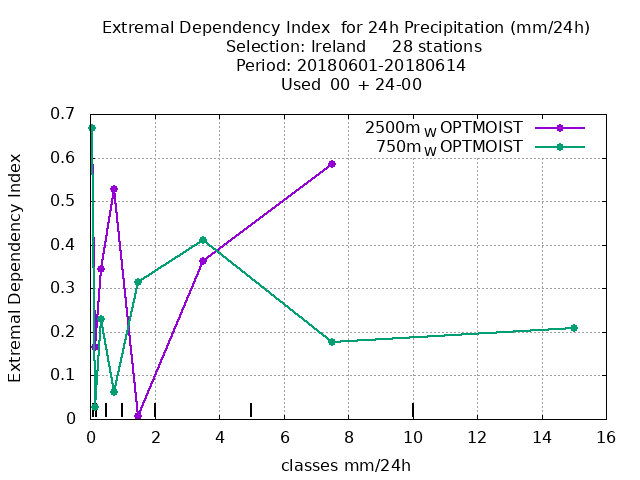 Extremal Dependency Index  for 24h Precipitation (mm/24h)
Selection: Ireland     28 stations
Period: 20180601-20180614
Used  00 + 24-00
2500m W OPTMOIST
750m W OPTMOIST
Extremal Dependency Index
0.7
0.6
0.5
0.4
0.3
0.2
0.1
0
0 2 4 6 8 10 12 14 16
classes mm/24h